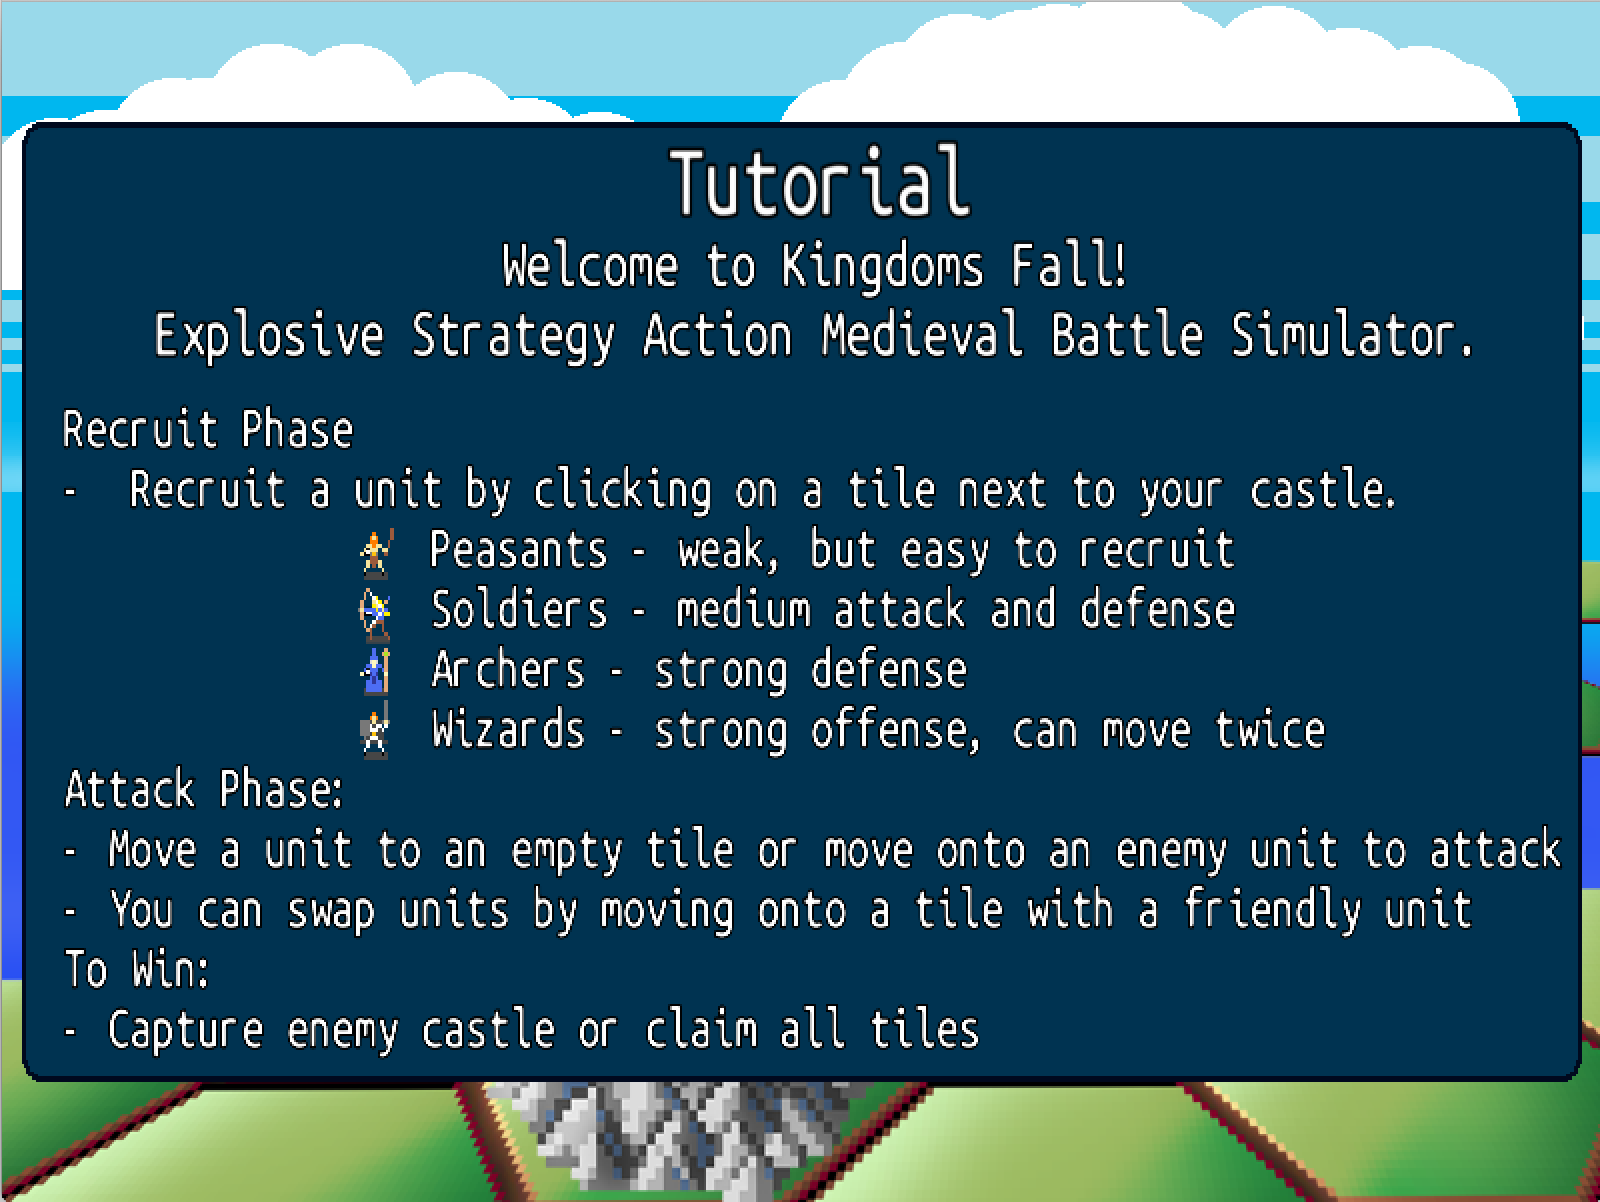 Tutorial
Welcome to Kingdoms Fall!
Explosive Strategy Action Medieval Battle Simulator.
Recruit Phase
- Recruit a unit by clicking on a tile next to your castle.
Peasants - weak, but easy to recruit
Soldiers - medium attack and defense
Archers - strong defense
Wizards - strong offense, can move twice
Attack Phase:
- Move a unit to an empty tile or move onto an enemy unit to attack
- You can swap units by moving onto a tile with a friendly unit
To Win:
- Capture enemy castle or claim all tiles